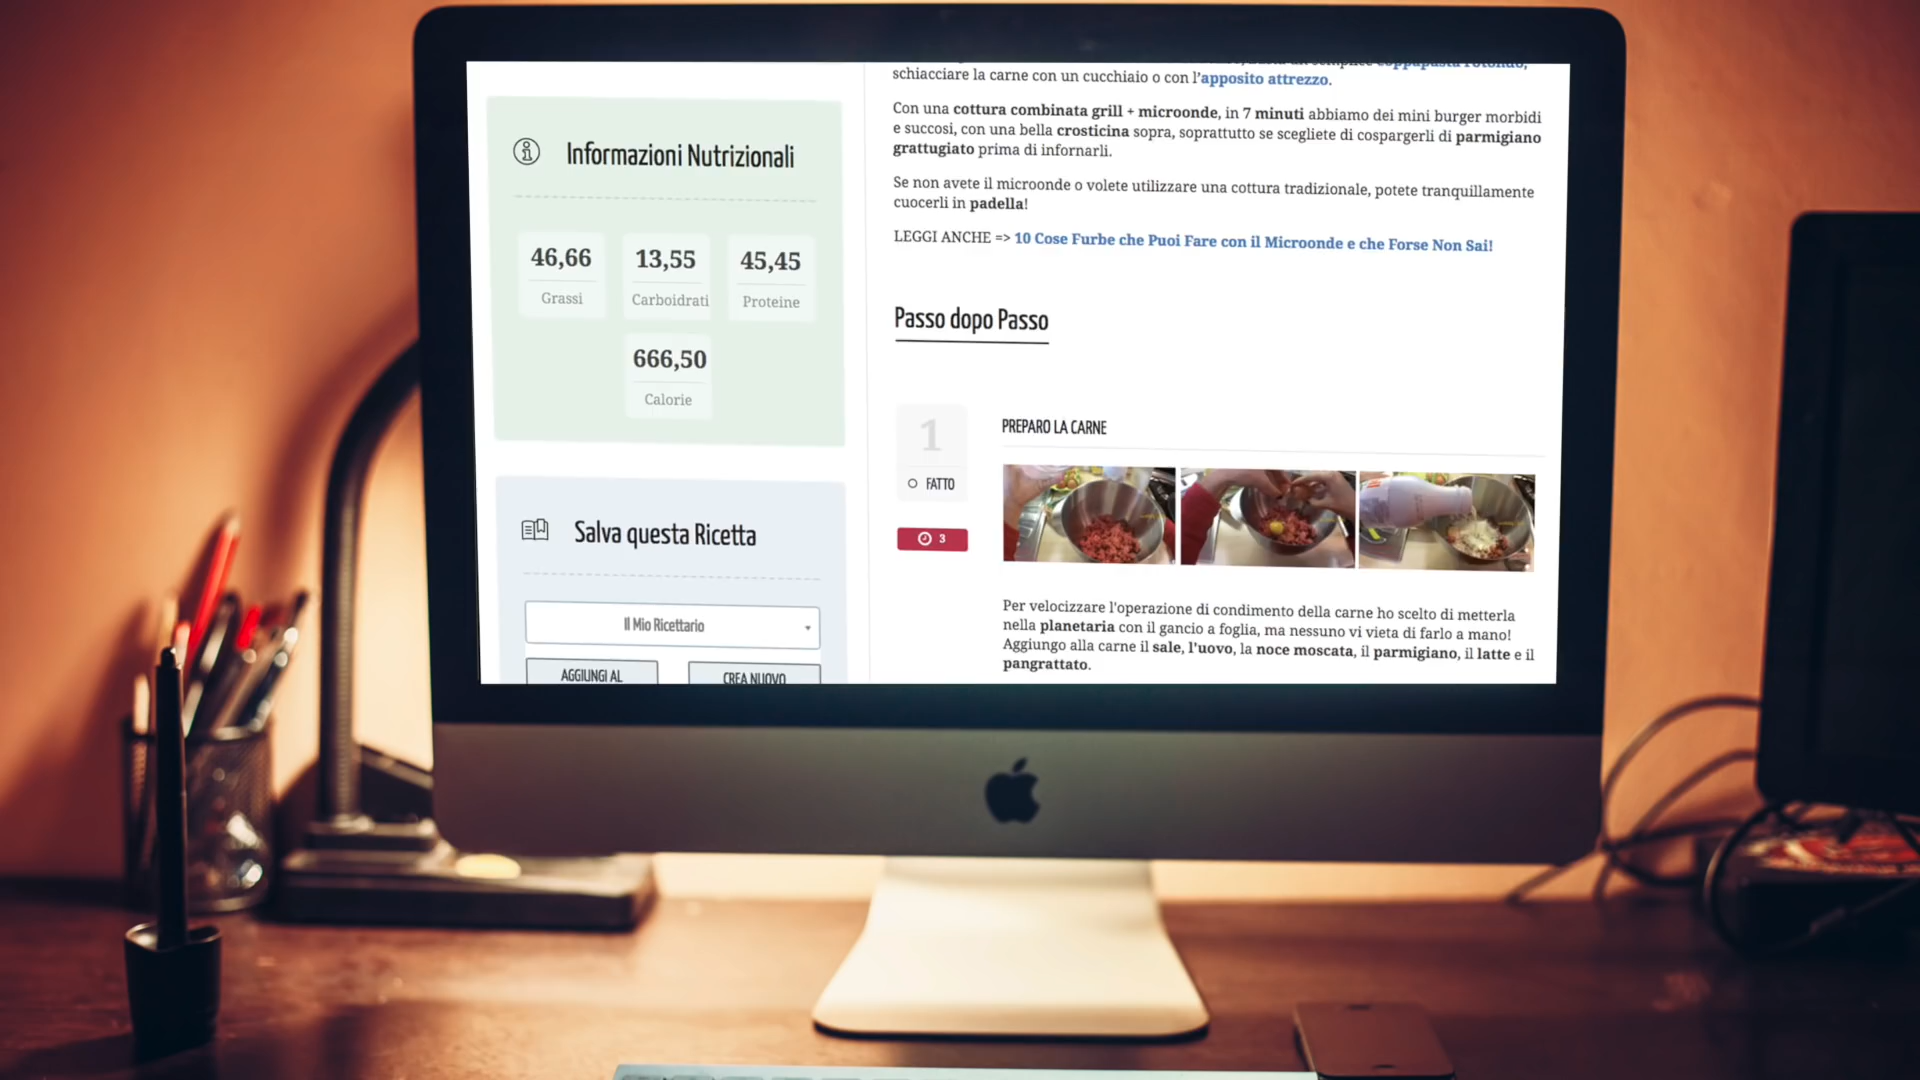 Informazioni Nutrizionali
46,66
Grassi
13,55
Carboidrati
45,45
Proteine
666,50
Calorie
Salva questa Ricetta
Il Mio Ricettario
AGGIUNGI AL
CREA NUOVO
schiacciare la carne con un cucchiaio o con l'apposito attrezzo.
Con una cottura combinata grill + microonde, in 7 minuti abbiamo dei mini burger morbidi
e succosi, con una bella crosticina sopra, soprattutto se scegliete di cospargerli di parmigiano
grattugiato prima di infornarli.
Se non avete il microonde o volete utilizzare una cottura tradizionale, potete tranquillamente
cuocerli in padella!
LEGGI ANCHE => 10 Cose Furbe che Puoi Fare con il Microonde e che Forse Non Sai!
Passo dopo Passo
1
FATTO
3
PREPARO LA CARNE
Per velocizzare l'operazione di condimento della carne ho scelto di metterla
nella planetaria con il gancio a foglia, ma nessuno vi vieta di farlo a mano!
Aggiungo alla carne il sale, l'uovo, la noce moscata, il parmigiano, il latte e il
pangrattato.